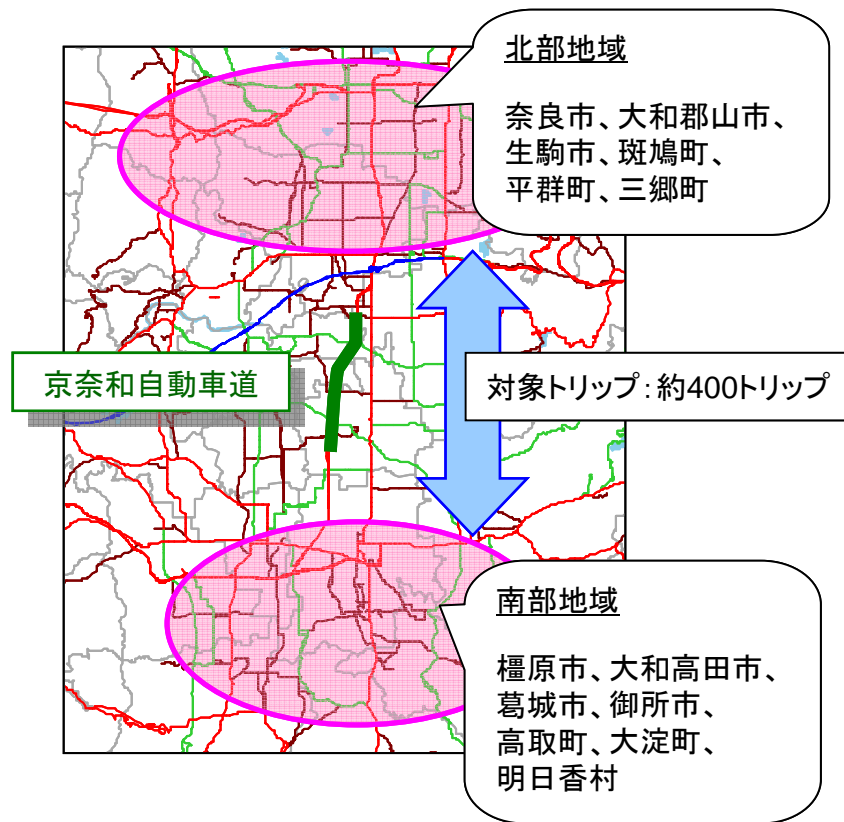 北部地域
奈良市、大和郡山市、
生駒市、斑鳩町、
平群町、三郷町
京奈和自動車道
対象トリップ：約400トリップ
南部地域
橿原市、大和高田市、
葛城市、御所市、
高取町、大淀町、
明日香村